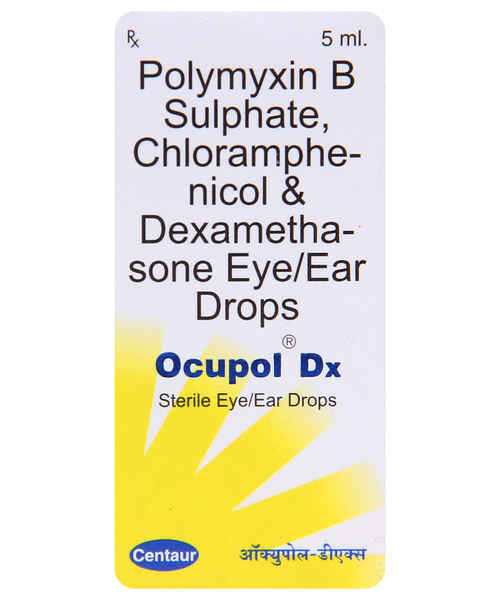 Rx 5 ml.
Polymyxin B
Sulphate,
Chloramphe-
nicol &
Dexametha-
sone Eye/Ear
Drops
Ocupol® Dx
Sterile Eye/Ear Drops
Centaur ऑक्युपोल-डीएक्स